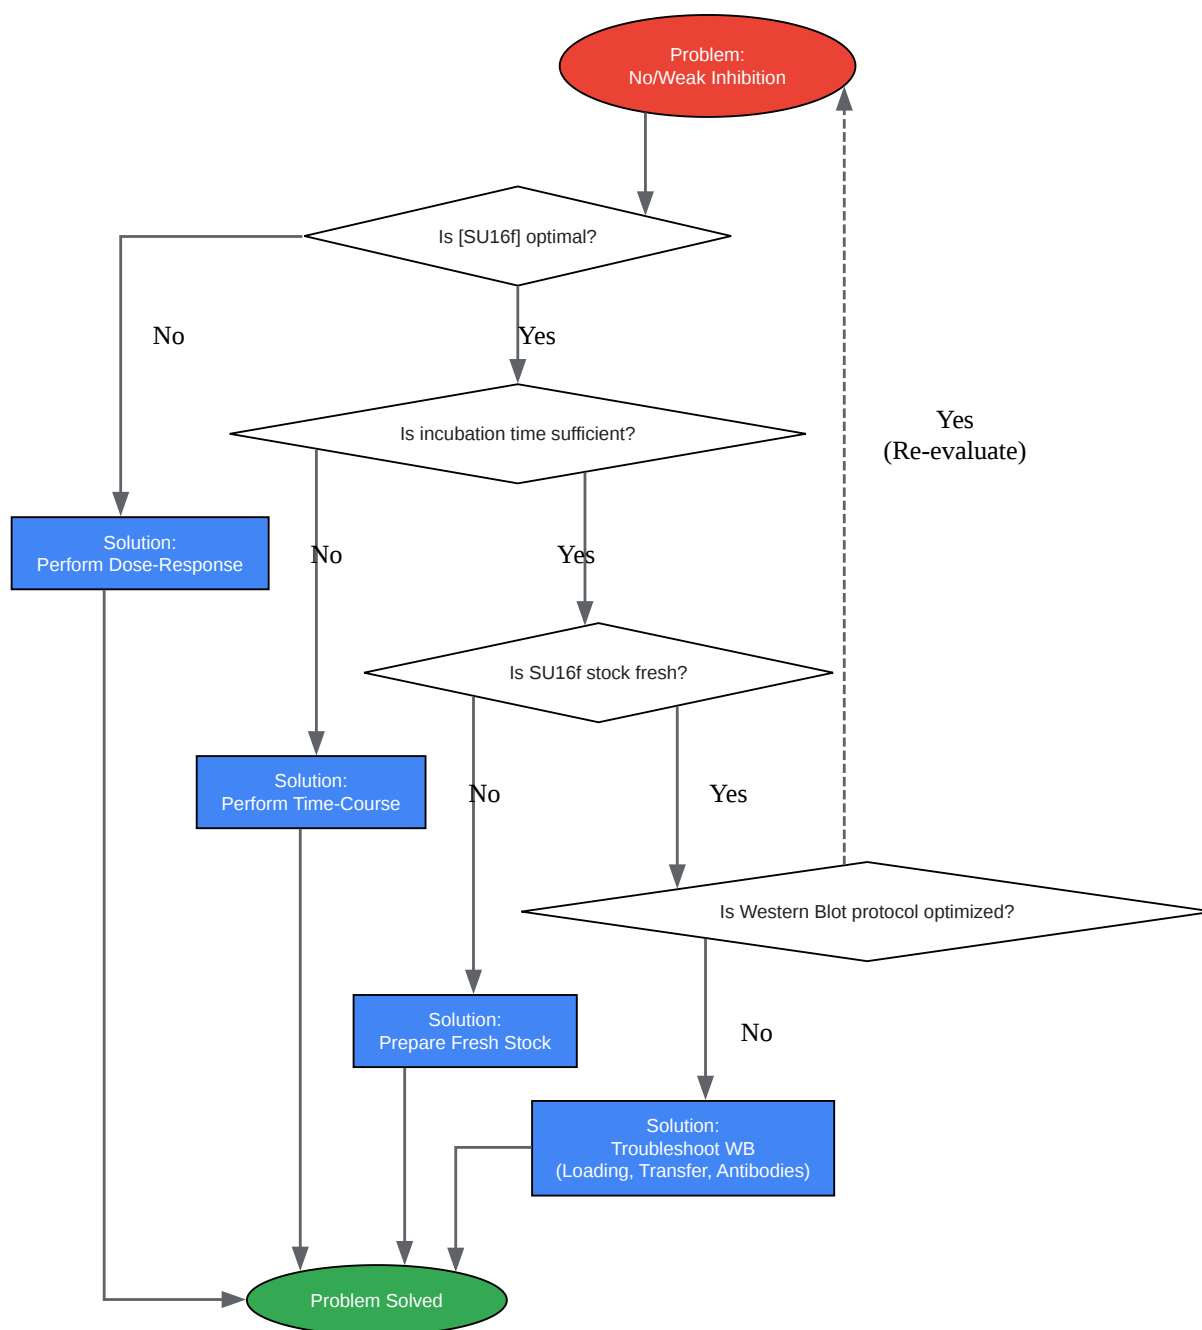 Problem:
No/Weak Inhibition
Is [SU16f] optimal?
No
Yes
Is incubation time sufficient?
Yes
(Re-evaluate)
Solution:
Perform Dose-Response
No
Yes
Is SU16f stock fresh?
Solution:
Perform Time-Course
No
Yes
Is Western Blot protocol optimized?
Solution:
Prepare Fresh Stock
No
Solution:
Troubleshoot WB
(Loading, Transfer, Antibodies)
Problem Solved